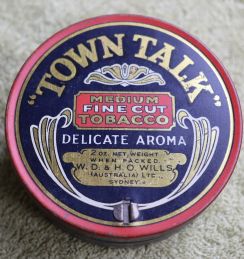 "TOWN TALK"
MEDIUM
FINE CUT
TOBACCO
DELICATE AROMA
2 OZ. NET WEIGHT
WHEN PACKED
W. D. & H. O. WILLS
(AUSTRALIA) LTD.,
SYDNEY.